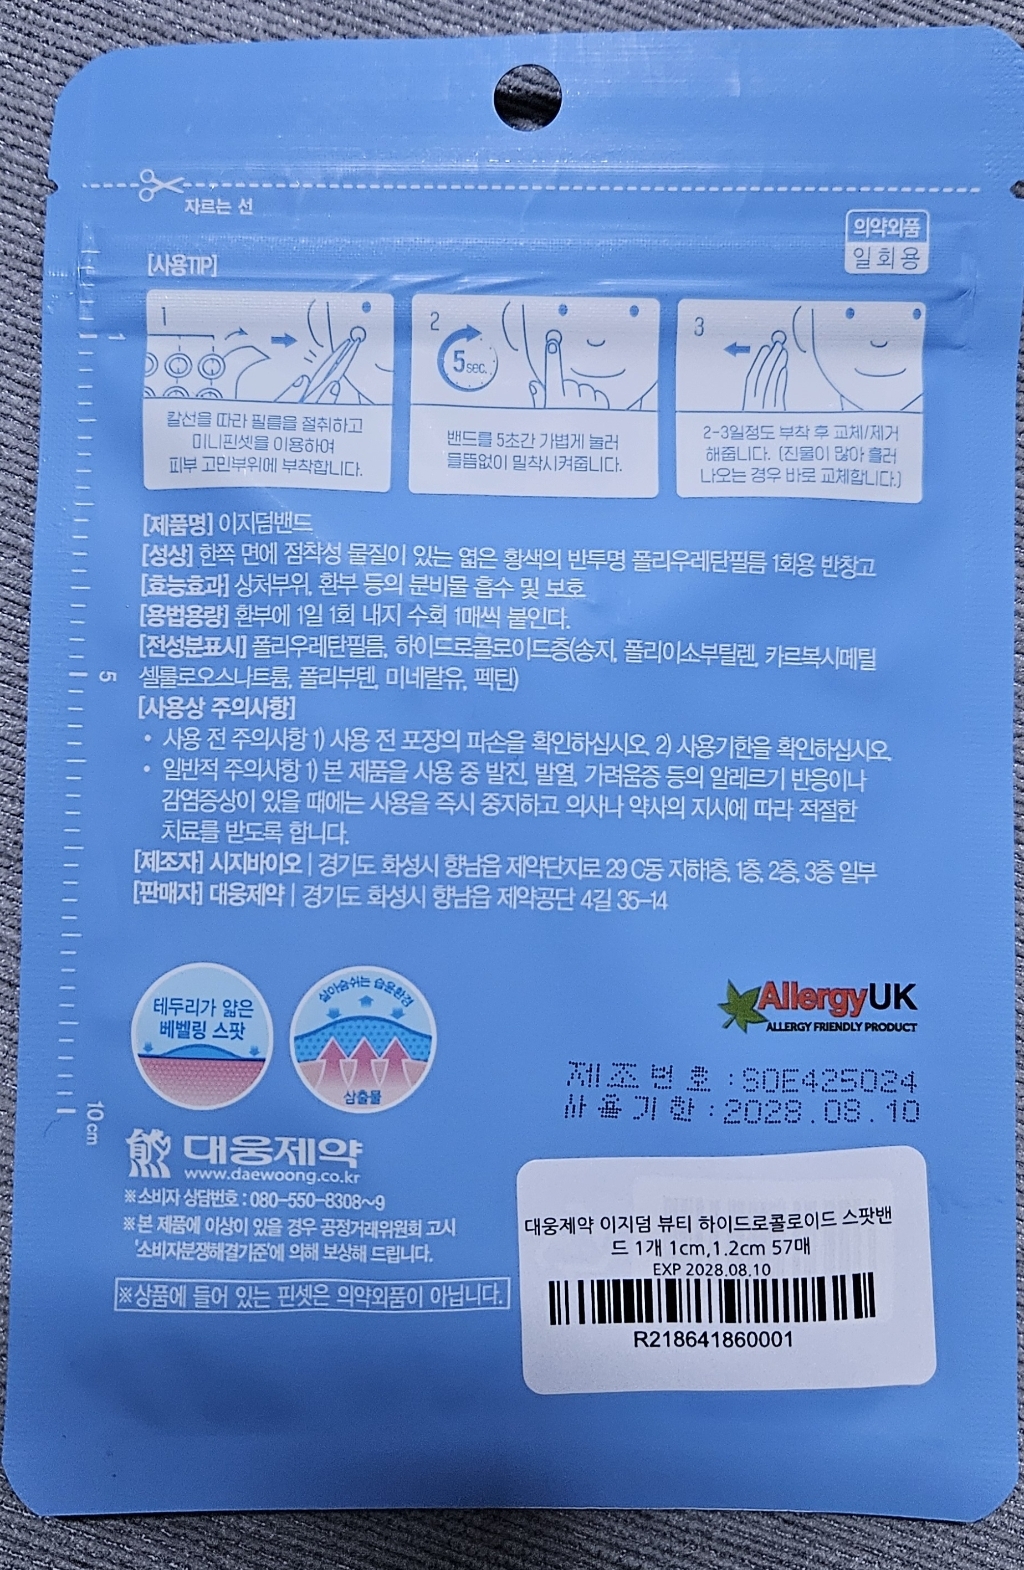 자르는 선
의약외품
일회용
[사용TIP]
1
칼선을 따라 필름을 절취하고
미니핀셋을 이용하여
피부 고민부위에 부착합니다.
2
5sec.
밴드를 5초간 가볍게 눌러
들뜸없이 밀착시켜줍니다.
3
2-3일정도 부착 후 교체/제거
해줍니다. (진물이 많아 흘러
나오는 경우 바로 교체합니다.)
[제품명] 이지덤밴드
[성상] 한쪽 면에 점착성 물질이 있는 엷은 황색의 반투명 폴리우레탄필름 1회용 반창고
[효능효과] 상처부위, 환부 등의 분비물 흡수 및 보호
[용법용량] 환부에 1일 1회 내지 수회 1매씩 붙인다.
[전성분표시] 폴리우레탄필름, 하이드로콜로이드층(송지, 폴리이소부틸렌, 카르복시메틸
셀룰로오스나트륨, 폴리부텐, 미네랄유, 펙틴)
[사용상 주의사항]
• 사용 전 주의사항 1) 사용 전 포장의 파손을 확인하십시오. 2) 사용기한을 확인하십시오.
• 일반적 주의사항 1) 본 제품을 사용 중 발진, 발열, 가려움증 등의 알레르기 반응이나
감염증상이 있을 때에는 사용을 즉시 중지하고 의사나 약사의 지시에 따라 적절한
치료를 받도록 합니다.
[제조자] 시지바이오 | 경기도 화성시 향남읍 제약단지로 29 C동 지하1층, 1층, 2층, 3층 일부
[판매자] 대웅제약 | 경기도 화성시 향남읍 제약공단 4길 35-14
1
5
10cm
테두리가 얇은
베벨링 스팟
살아숨쉬는 습윤환경
삼출물
AllergyUK
ALLERGY FRIENDLY PRODUCT
제조번호 : SOE42S024
사용기한 : 2028.08.10
대웅제약
www.daewoong.co.kr
※소비자 상담번호 : 080-550-8308~9
※본 제품에 이상이 있을 경우 공정거래위원회 고시
'소비자분쟁해결기준'에 의해 보상해 드립니다.
※상품에 들어 있는 핀셋은 의약외품이 아닙니다.
대웅제약 이지덤 뷰티 하이드로콜로이드 스팟밴
드 1개 1cm,1.2cm 57매
EXP 2028.08.10
R218641860001